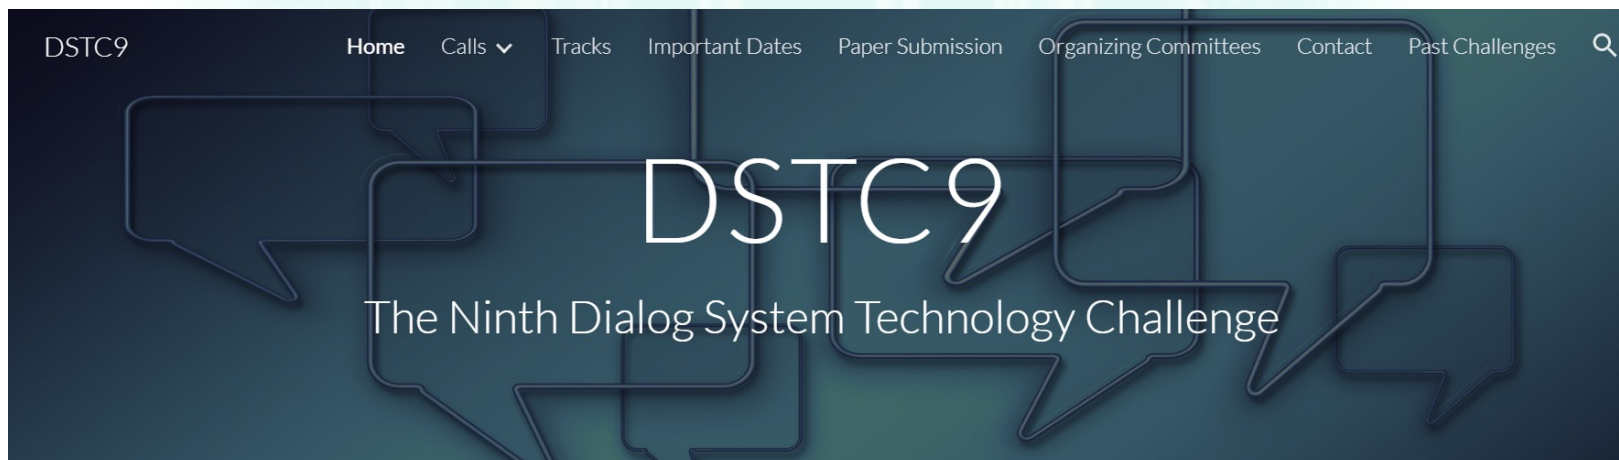 DSTC9 Home Calls Tracks Important Dates Paper Submission Organizing Committees Contact Past Challenges
DSTC9
The Ninth Dialog System Technology Challenge